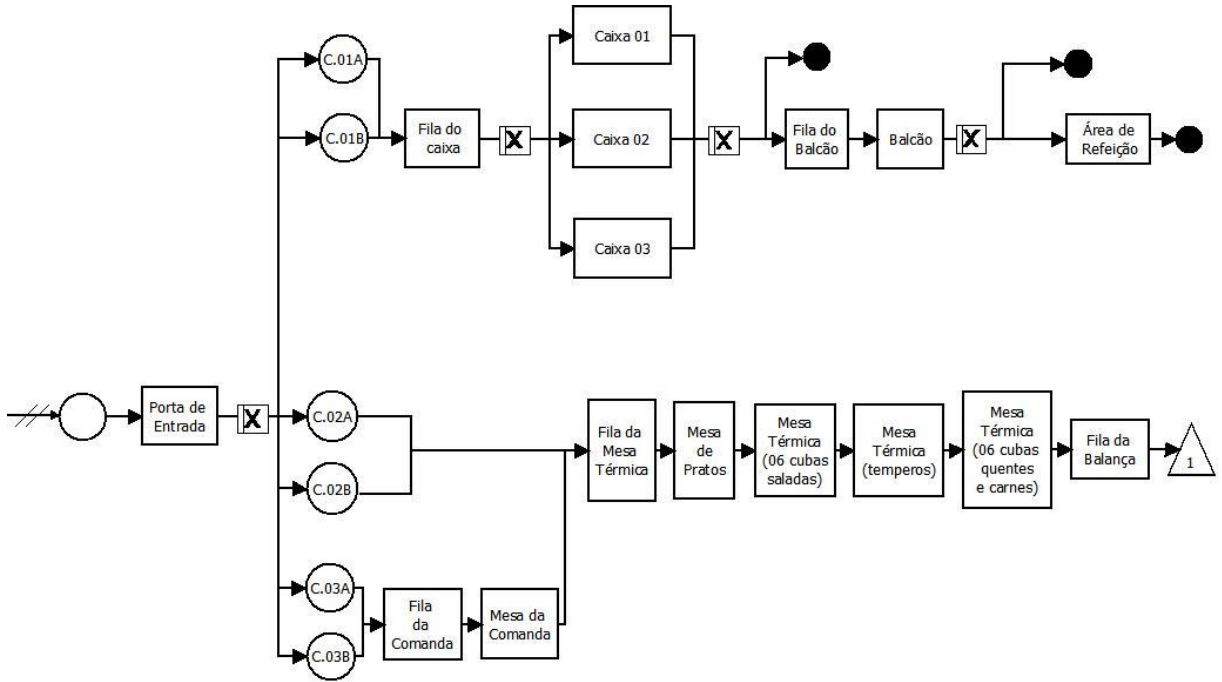 C.01A
C.01B
Fila do
caixa
X
Caixa 01
Caixa 02
Caixa 03
X
Fila do
Balcão
Balcão
X
Área de
Refeição
Porta de
Entrada
X
C.02A
C.02B
C.03A
C.03B
Fila
da
Comanda
Mesa da
Comanda
Fila da
Mesa
Térmica
Mesa
de
Pratos
Mesa
Térmica
(06 cubas
saladas)
Mesa
Térmica
(temperos)
Mesa
Térmica
(06 cubas
quentes
e carnes)
Fila da
Balança
1